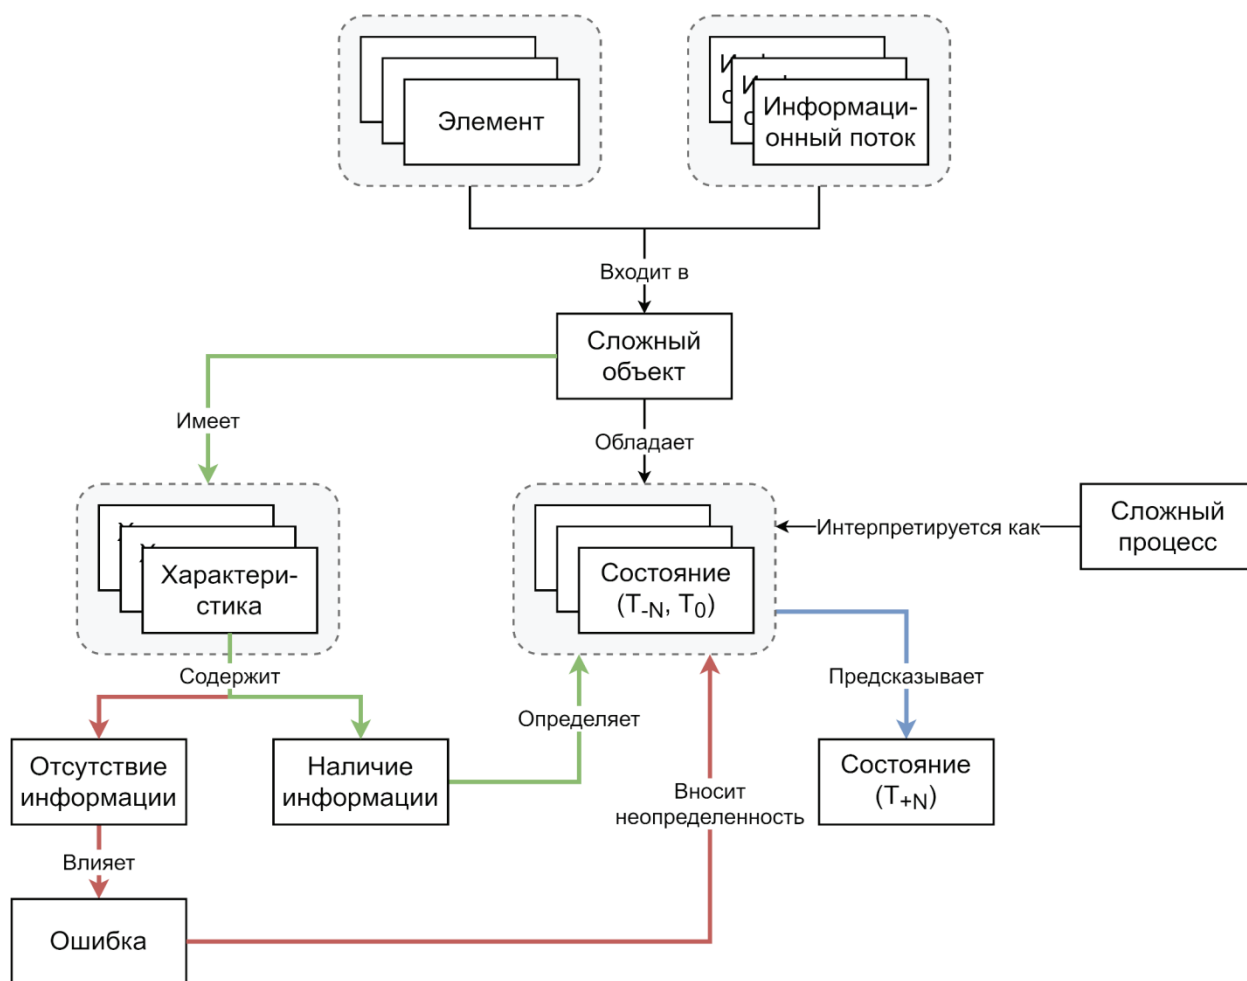 Элемент
Информаци-
онный поток
Входит в
Сложный
объект
Имеет
Обладает
Характери-
стика
Состояние
(T-N, T0)
Интерпретируется как
Сложный
процесс
Содержит
Определяет
Предсказывает
Отсутствие
информации
Наличие
информации
Вносит
неопределенность
Состояние
(T+N)
Влияет
Ошибка